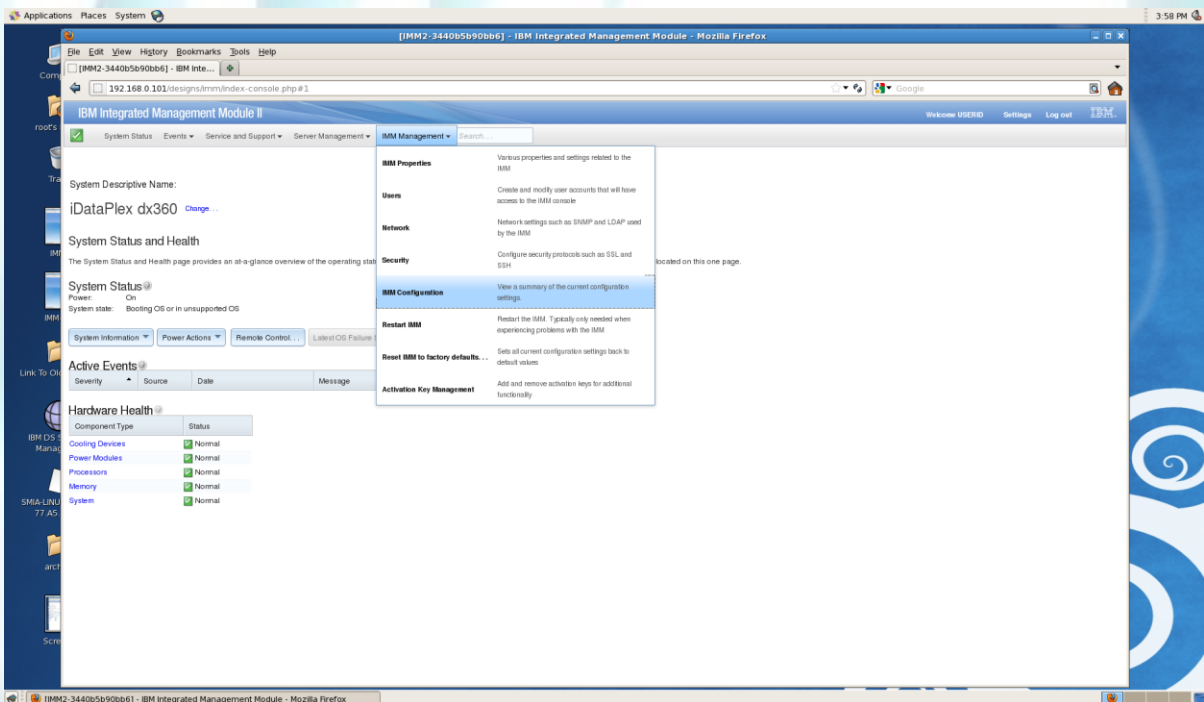 Applications Places System
3:58 PM
[IMM2-3440b5b90bb6] - IBM Integrated Management Module - Mozilla Firefox
File Edit View History Bookmarks Tools Help
[IMM2-3440b5b90bb6] - IBM Inte...
192.168.0.101/designs/imm/index-console.php#1
Google
IBM Integrated Management Module II
Welcome USERID Settings Log out IBM.
System Status Events Service and Support Server Management IMM Management Search...
IMM Properties
Various properties and settings related to the
IMM
Users
Create and modify user accounts that will have
access to the IMM console
Network
Network settings such as SNMP and LDAP used
by the IMM
Security
Configure security protocols such as SSL and
SSH
IMM Configuration
View a summary of the current configuration
settings.
Restart IMM
Restart the IMM. Typically only needed when
experiencing problems with the IMM
Reset IMM to factory defaults...
Sets all current configuration settings back to
default values
Activation Key Management
Add and remove activation keys for additional
functionality
System Descriptive Name:
iDataPlex dx360 Change...
System Status and Health
The System Status and Health page provides an at-a-glance overview of the operating stat
located on this one page.
System Status
Power: On
System state: Booting OS or in unsupported OS
System Information Power Actions Remote Control... Latest OS Failure
Active Events
Severity Source Date Message
Hardware Health
Component Type Status
Cooling Devices Normal
Power Modules Normal
Processors Normal
Memory Normal
System Normal
Com
root's
Tra
IM
IMM
Link To Ol
IBM DS S
Manag
SMIA-LINU
77.A5
arch
Scre
[IMM2-3440b5b90bb6] - IBM Integrated Management Module - Mozilla Firefox